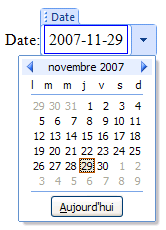 Date
Date: 2007-11-29
novembre 2007
l m m j v s d
29 30 31 1 2 3 4
5 6 7 8 9 10 11
12 13 14 15 16 17 18
19 20 21 22 23 24 25
26 27 28 29 30 1 2
3 4 5 6 7 8 9
Aujourd'hui